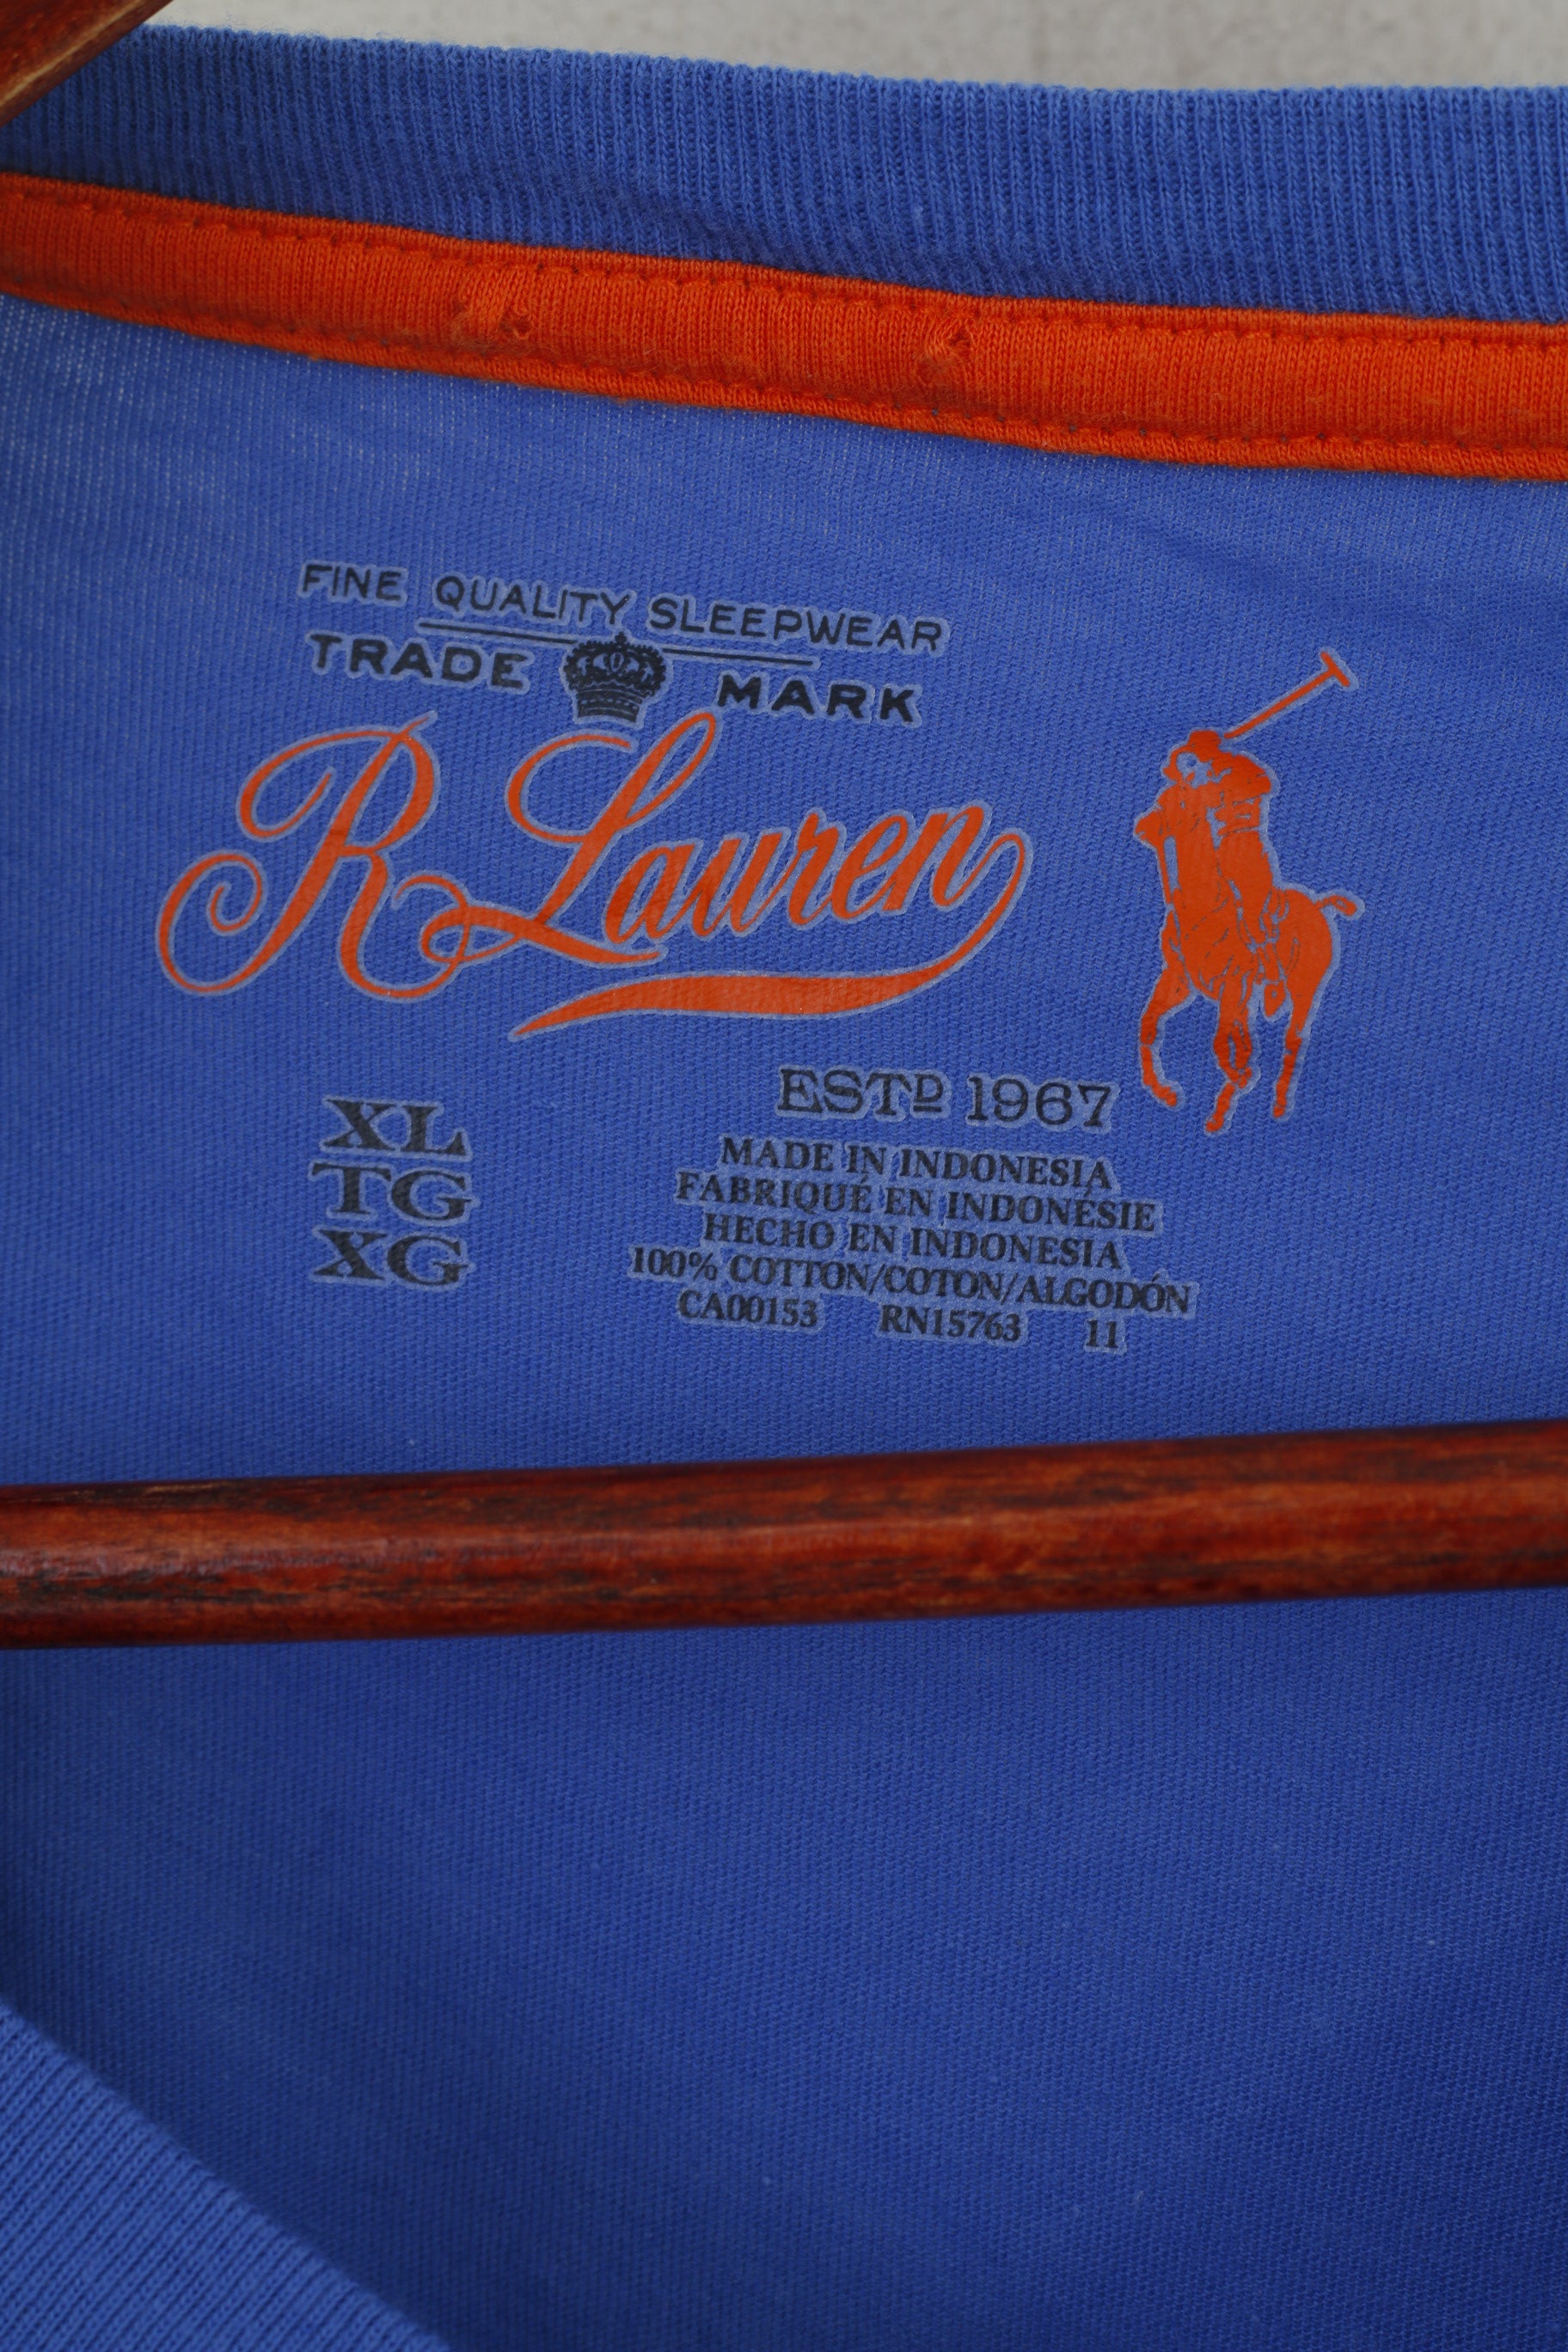 FINE QUALITY SLEEPWEAR
TRADE MARK
R Lauren
ESTD 1967
XL
TG
XG
MADE IN INDONESIA
FABRIQUÉ EN INDONÉSIE
HECHO EN INDONESIA
100% COTTON/COTON/ALGODÓN
CA00153 RN15763 11